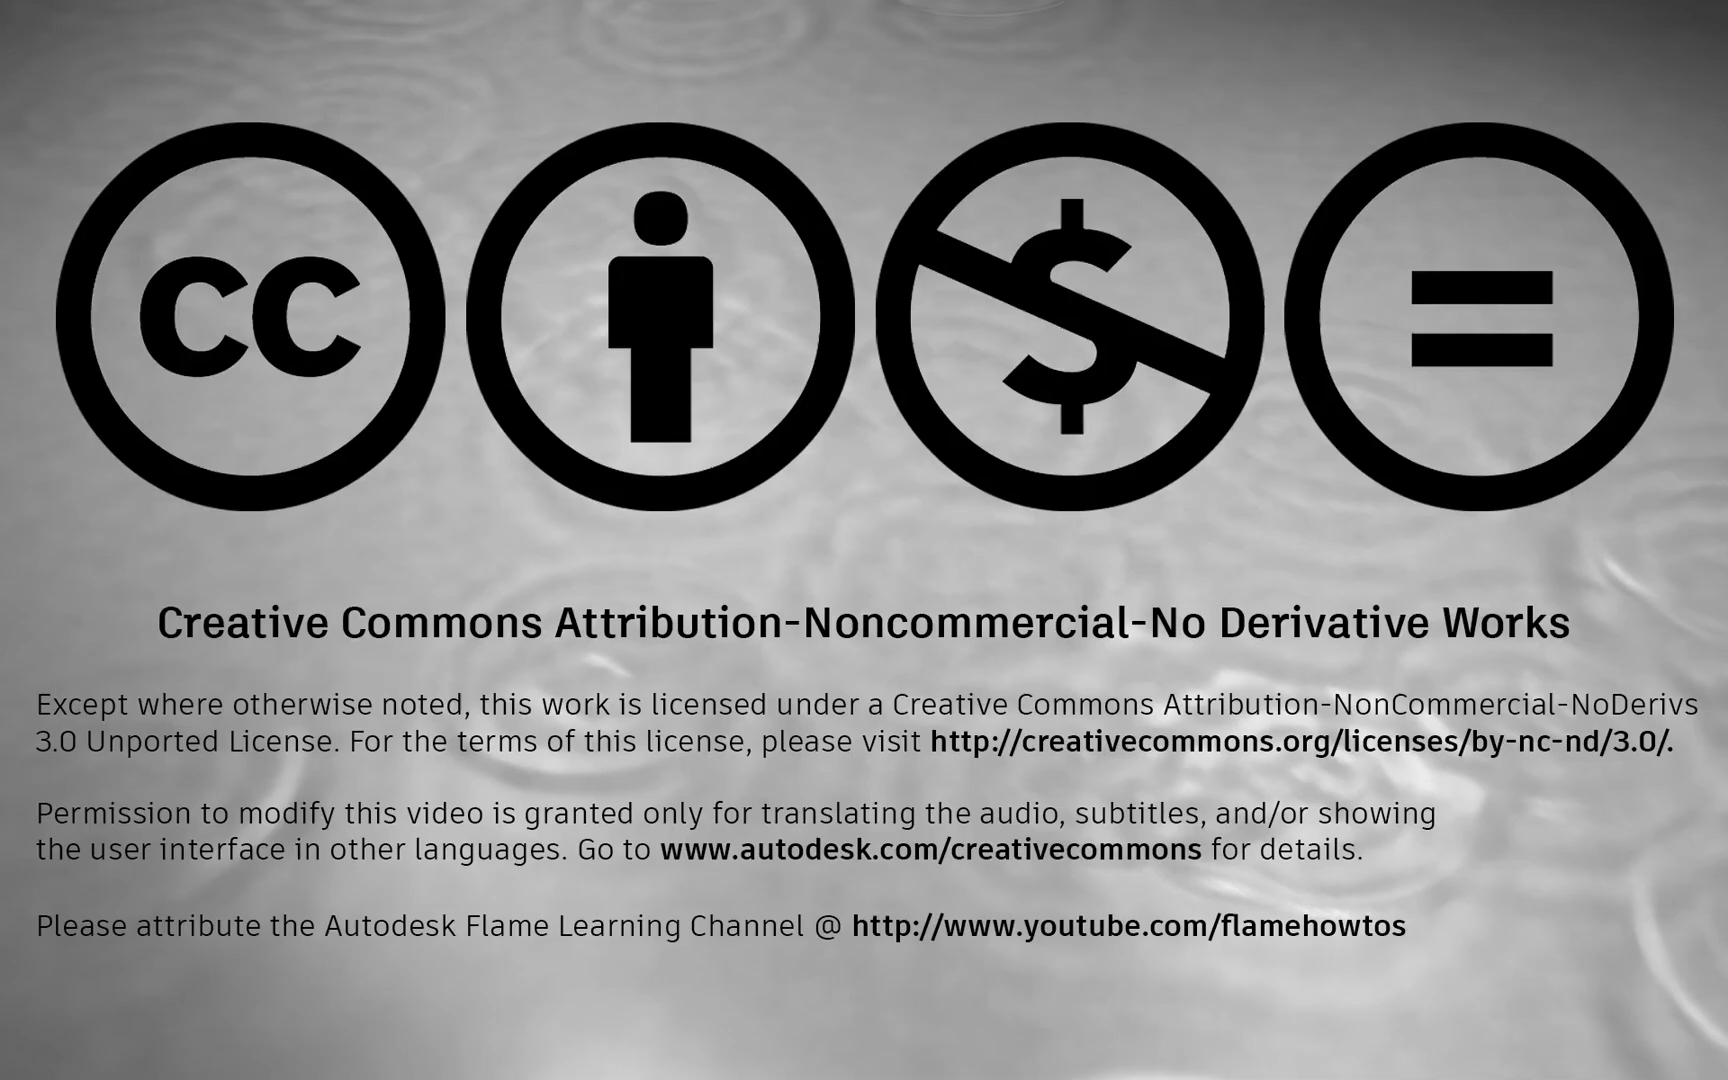 cc
$
=
Creative Commons Attribution-Noncommercial-No Derivative Works
Except where otherwise noted, this work is licensed under a Creative Commons Attribution-NonCommercial-NoDerivs
3.0 Unported License. For the terms of this license, please visit http://creativecommons.org/licenses/by-nc-nd/3.0/.
Permission to modify this video is granted only for translating the audio, subtitles, and/or showing
the user interface in other languages. Go to www.autodesk.com/creativecommons for details.
Please attribute the Autodesk Flame Learning Channel @ http://www.youtube.com/flamehowtos